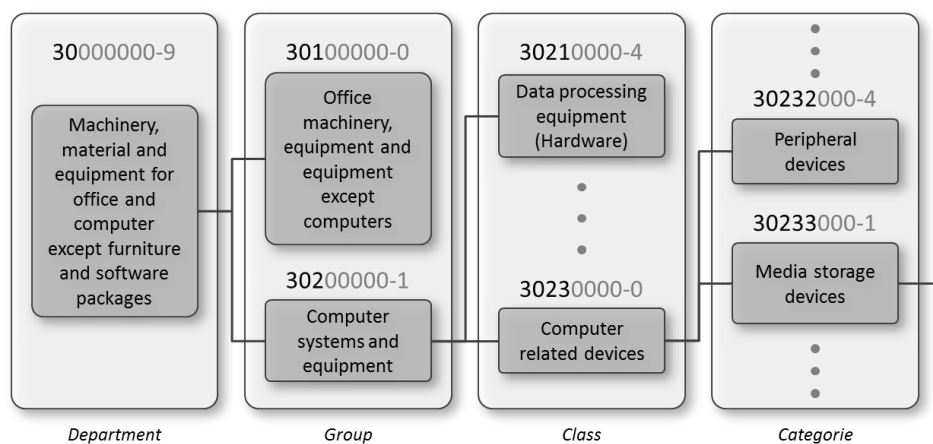 30000000-9
Machinery,
material and
equipment for
office and
computer
except furniture
and software
packages
Department
30100000-0
Office
machinery,
equipment and
equipment
except
computers
30200000-1
Computer
systems and
equipment
Group
30210000-4
Data processing
equipment
(Hardware)
30230000-0
Computer
related devices
Class
30232000-4
Peripheral
devices
30233000-1
Media storage
devices
Categorie